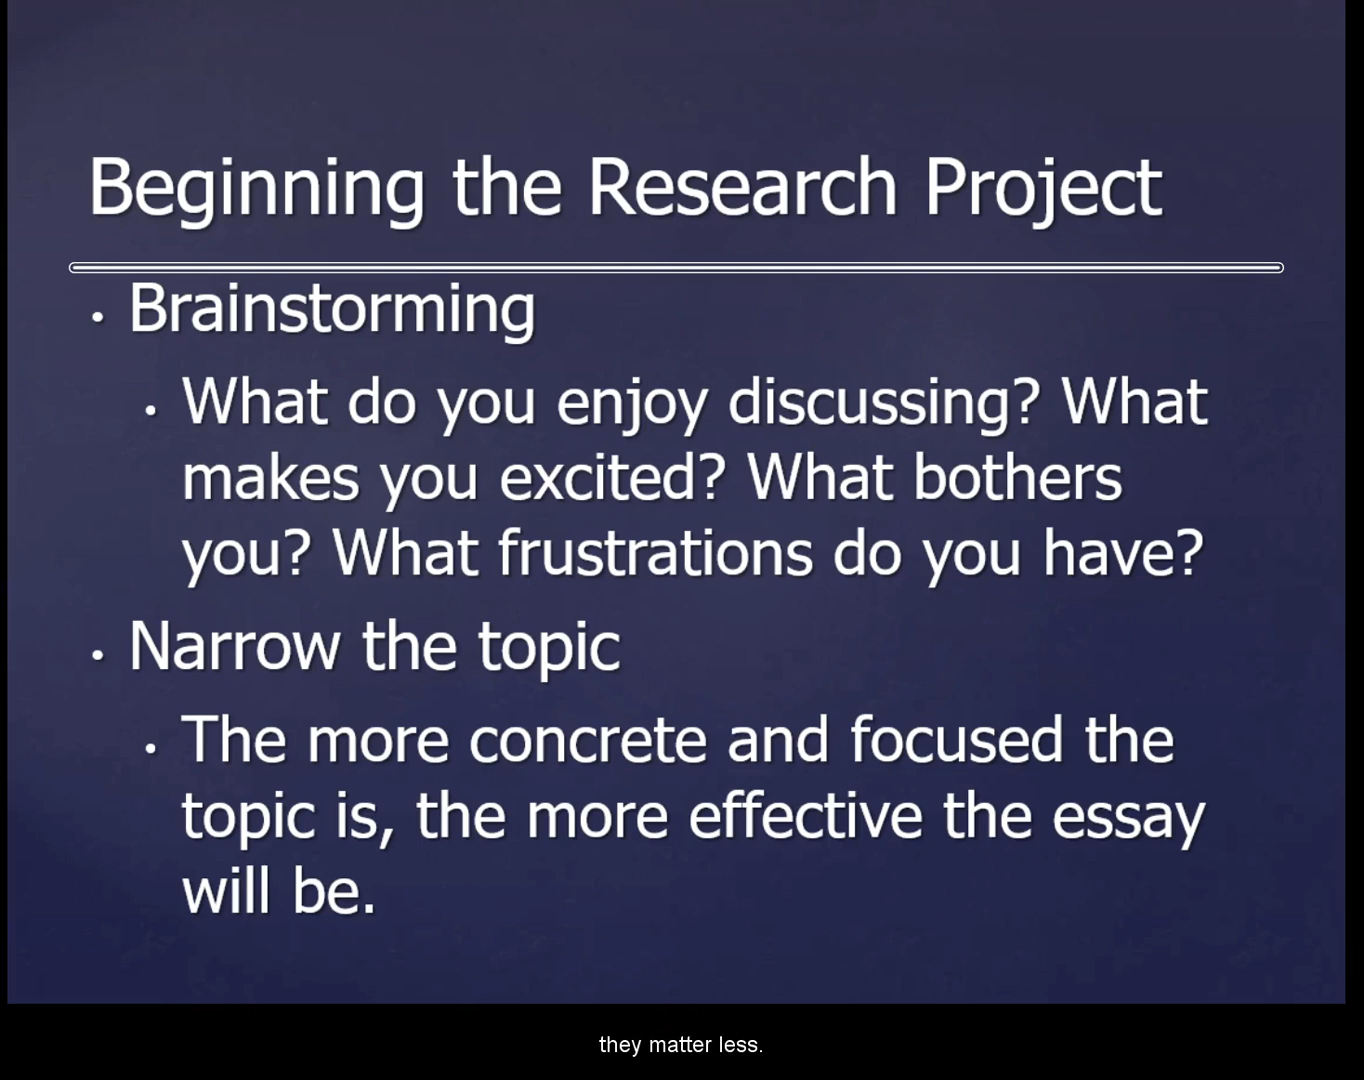 Beginning the Research Project
• Brainstorming
• What do you enjoy discussing? What
makes you excited? What bothers
you? What frustrations do you have?
• Narrow the topic
• The more concrete and focused the
topic is, the more effective the essay
will be.
they matter less.